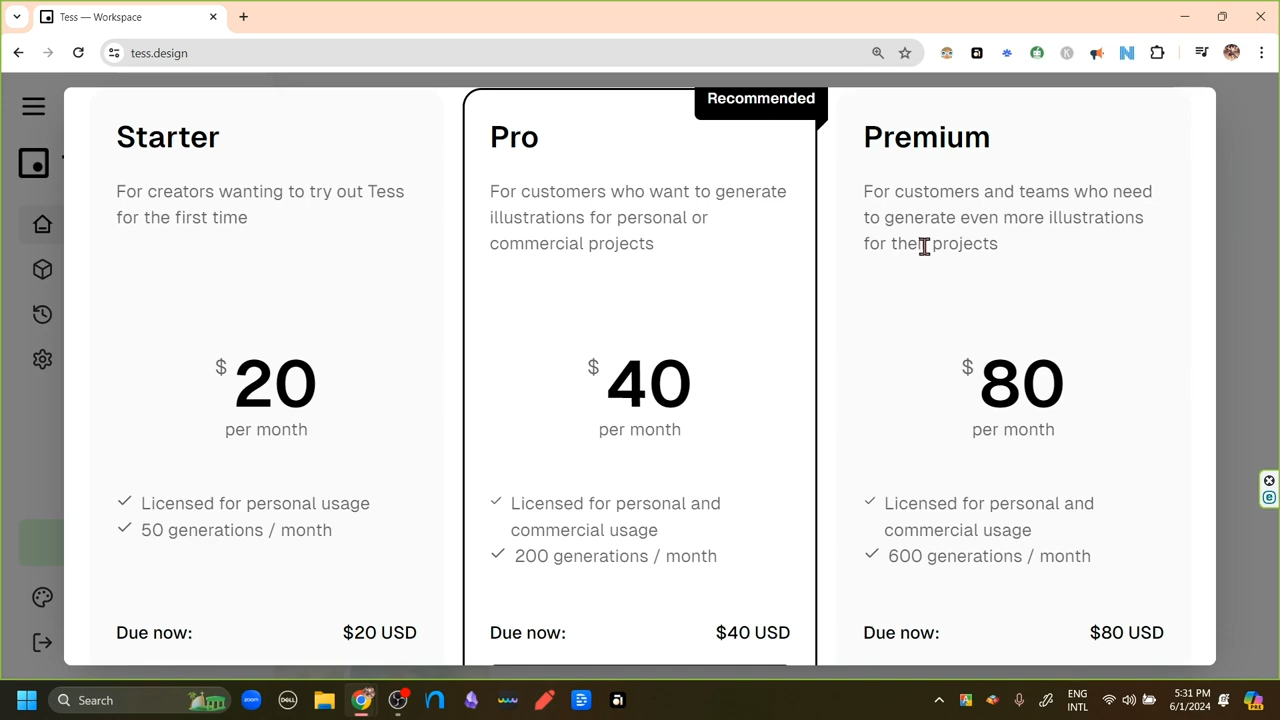 Tess — Workspace
tess.design
Recommended
Starter
For creators wanting to try out Tess
for the first time
$ 20
per month
Licensed for personal usage
50 generations / month
Due now: $20 USD
Pro
For customers who want to generate
illustrations for personal or
commercial projects
$ 40
per month
Licensed for personal and
commercial usage
200 generations / month
Due now: $40 USD
Premium
For customers and teams who need
to generate even more illustrations
for their projects
$ 80
per month
Licensed for personal and
commercial usage
600 generations / month
Due now: $80 USD
Search
zoom
DELL
ENG
INTL
5:31 PM
6/1/2024